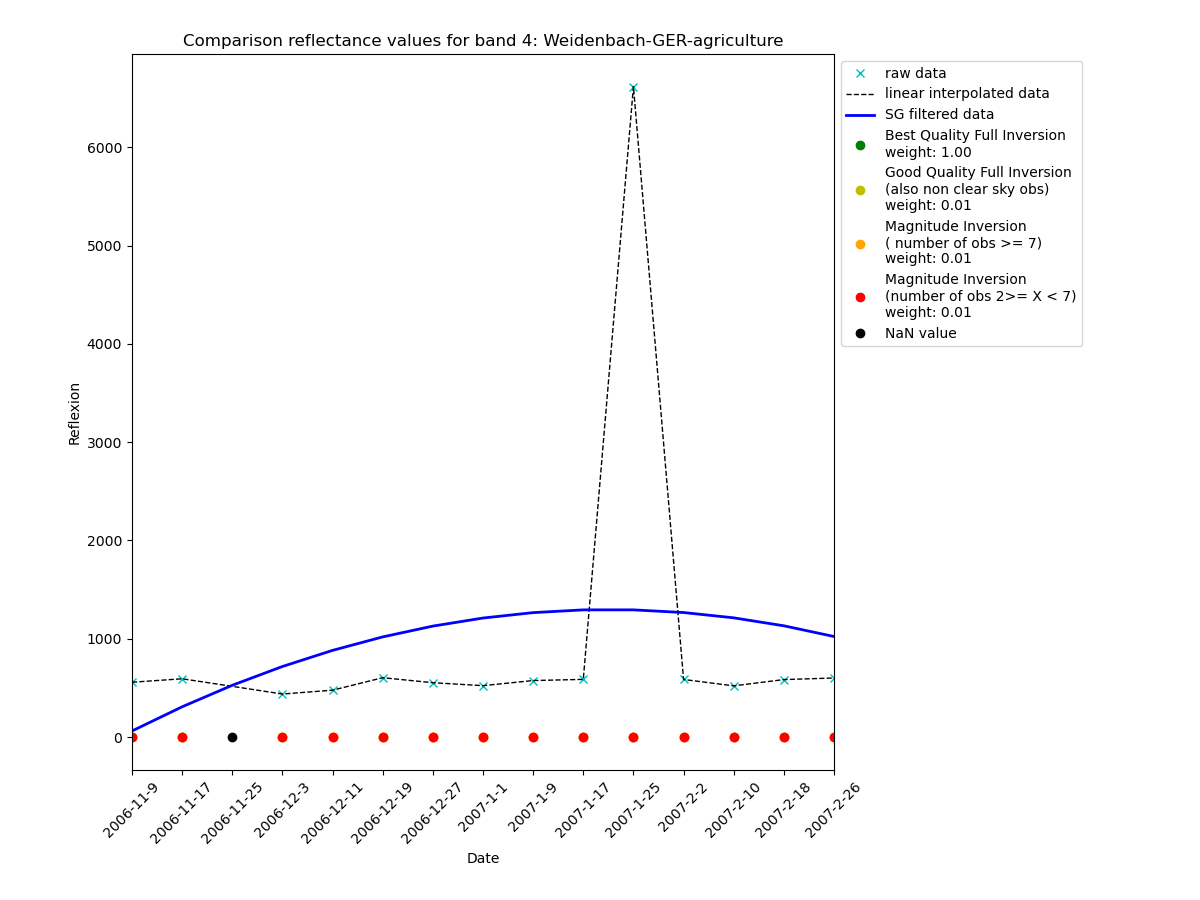 Comparison reflectance values for band 4: Weidenbach-GER-agriculture
raw data
linear interpolated data
SG filtered data
Best Quality Full Inversion
weight: 1.00
Good Quality Full Inversion
(also non clear sky obs)
weight: 0.01
Magnitude Inversion
( number of obs >= 7)
weight: 0.01
Magnitude Inversion
(number of obs 2>= X < 7)
weight: 0.01
NaN value
Reflexion
6000
5000
4000
3000
2000
1000
0
2006-11-9
2006-11-17
2006-11-25
2006-12-3
2006-12-11
2006-12-19
2006-12-27
2007-1-1
2007-1-9
2007-1-17
2007-1-25
2007-2-2
2007-2-10
2007-2-18
2007-2-26
Date